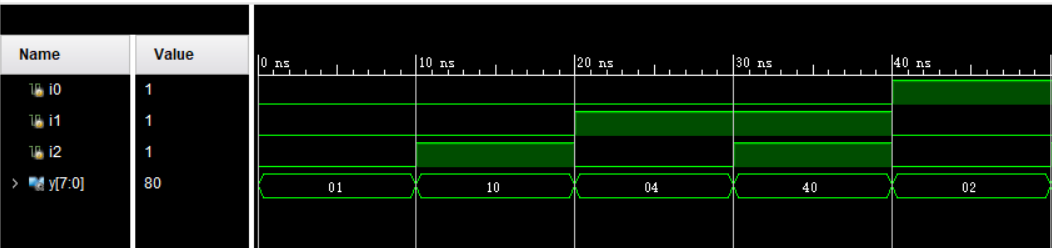 Name Value
0 ns 10 ns 20 ns 30 ns 40 ns
i0 1
i1 1
i2 1
y[7:0] 80 01 10 04 40 02